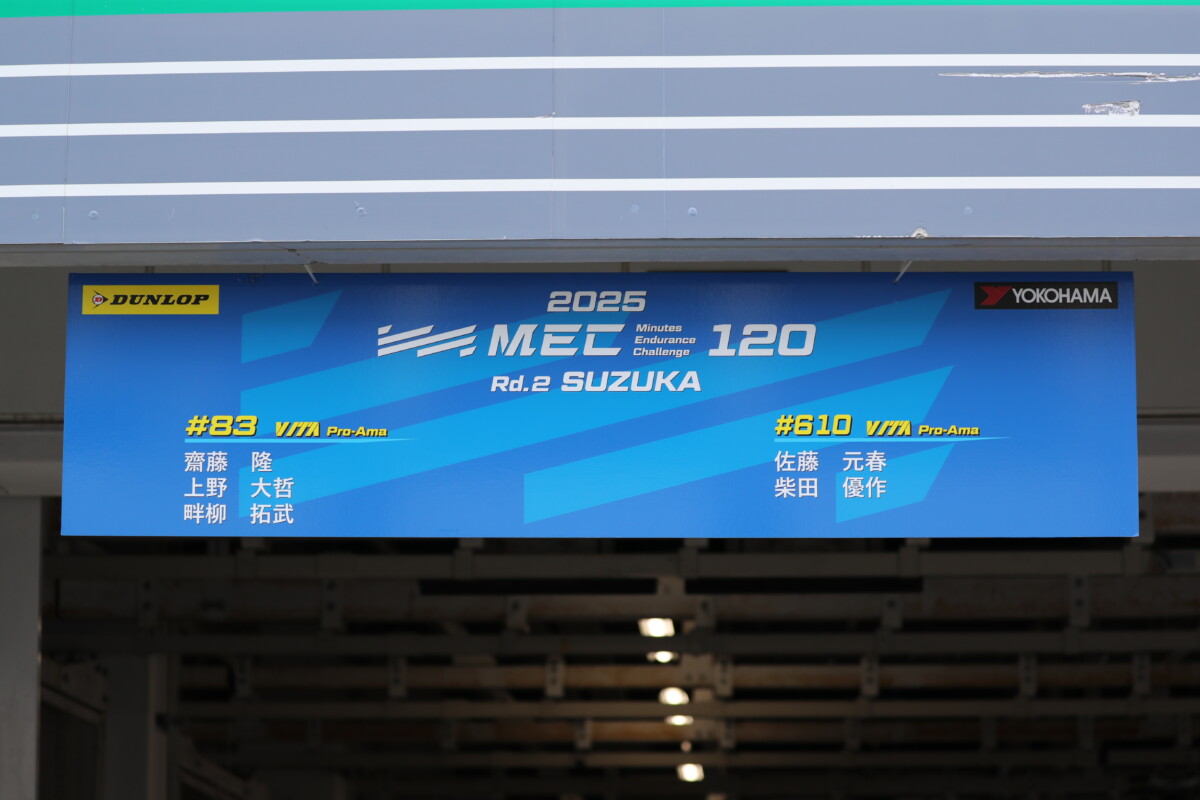 DUNLOP
YOKOHAMA
2025
MEC Minutes Endurance Challenge 120
Rd.2 SUZUKA
#83 VITA Pro-Ama
齋藤 隆
上野 大哲
畔柳 拓武
#610 VITA Pro-Ama
佐藤 元春
柴田 優作